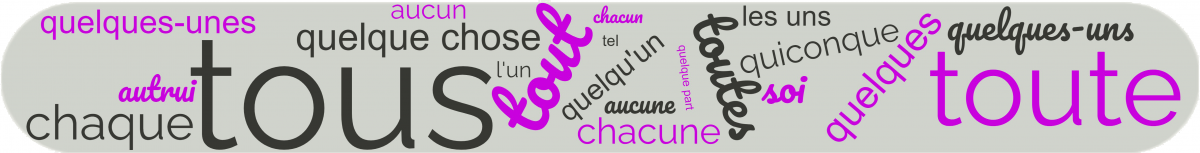 quelques-unes
aucun
quelque chose
tout
chacun
tel
l'un
quelqu'un
quelque part
aucune
chacune
toutes
les uns
quiconque
soi
quelques
quelques-uns
toute
autrui
tous
chaque